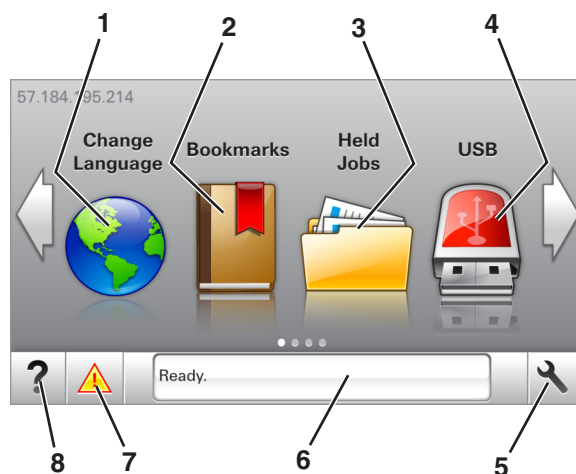 1 2 3 4
57.184.195.214
Change Language
Bookmarks
Held Jobs
USB
?
Ready.
8 7 6 5